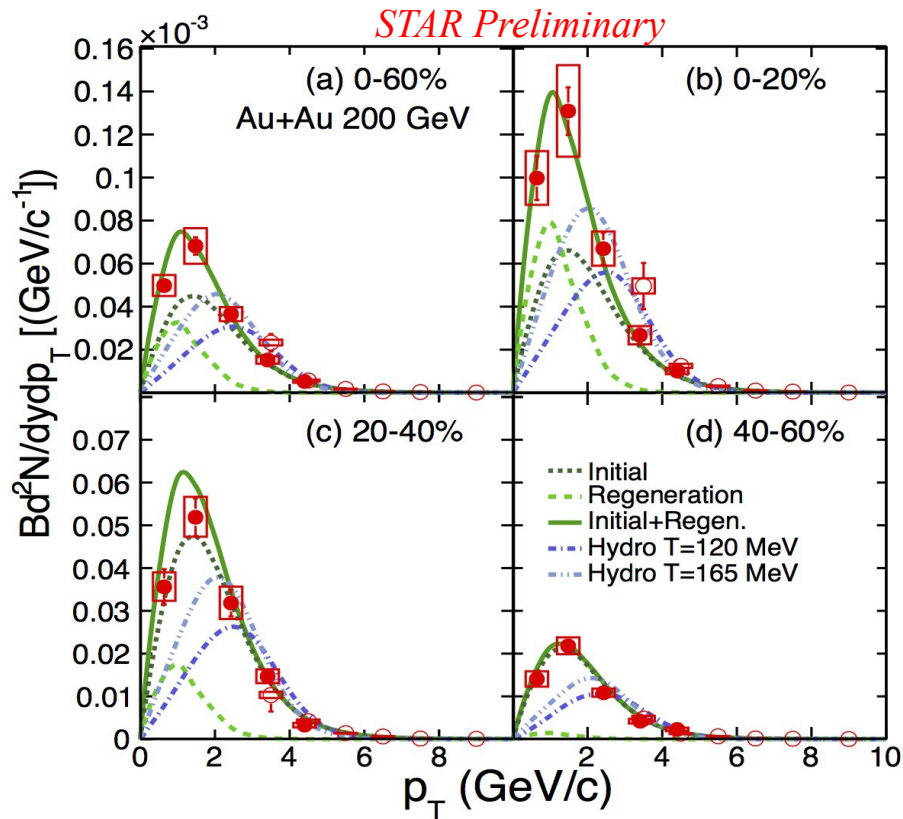 STAR Preliminary
×10⁻³
0.16
0.14
0.12
0.1
0.08
0.06
0.04
0.02
(a) 0-60%
Au+Au 200 GeV
(b) 0-20%
Bd²N/dydp_T [(GeV/c⁻¹)]
0.07
0.06
0.05
0.04
0.03
0.02
0.01
0
(c) 20-40%
(d) 40-60%
Initial
Regeneration
Initial+Regen.
Hydro T=120 MeV
Hydro T=165 MeV
0 2 4 6 8 2 4 6 8 10
p_T (GeV/c)